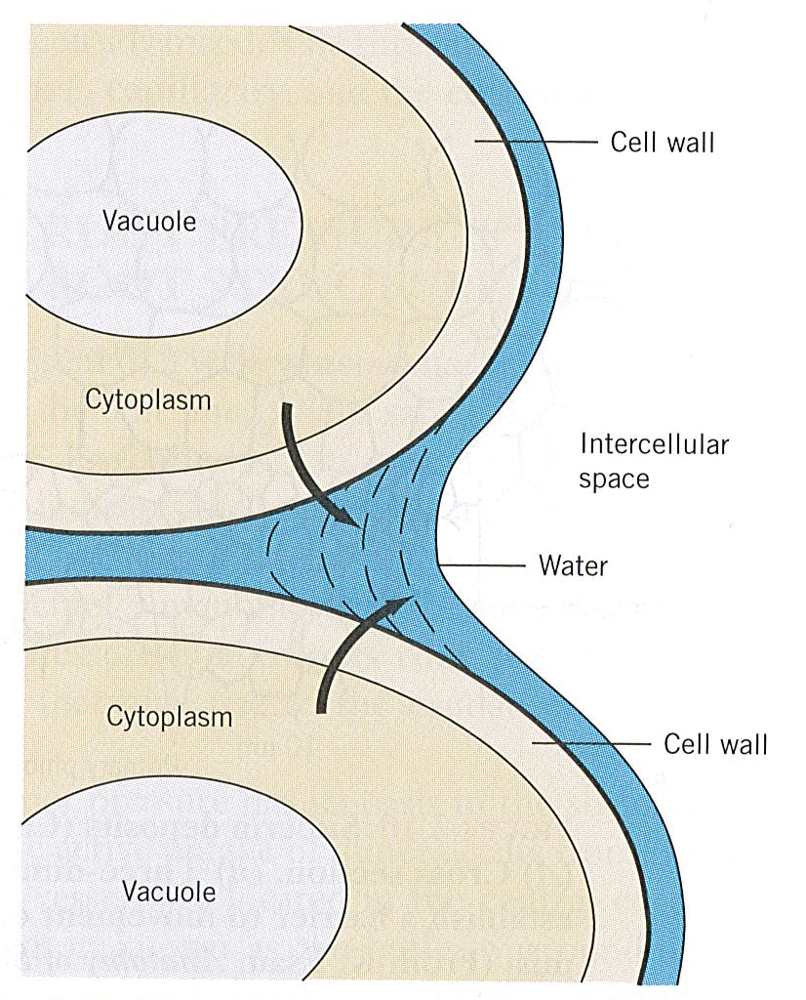 Cell wall
Vacuole
Cytoplasm
Intercellular
space
Water
Cytoplasm
Cell wall
Vacuole